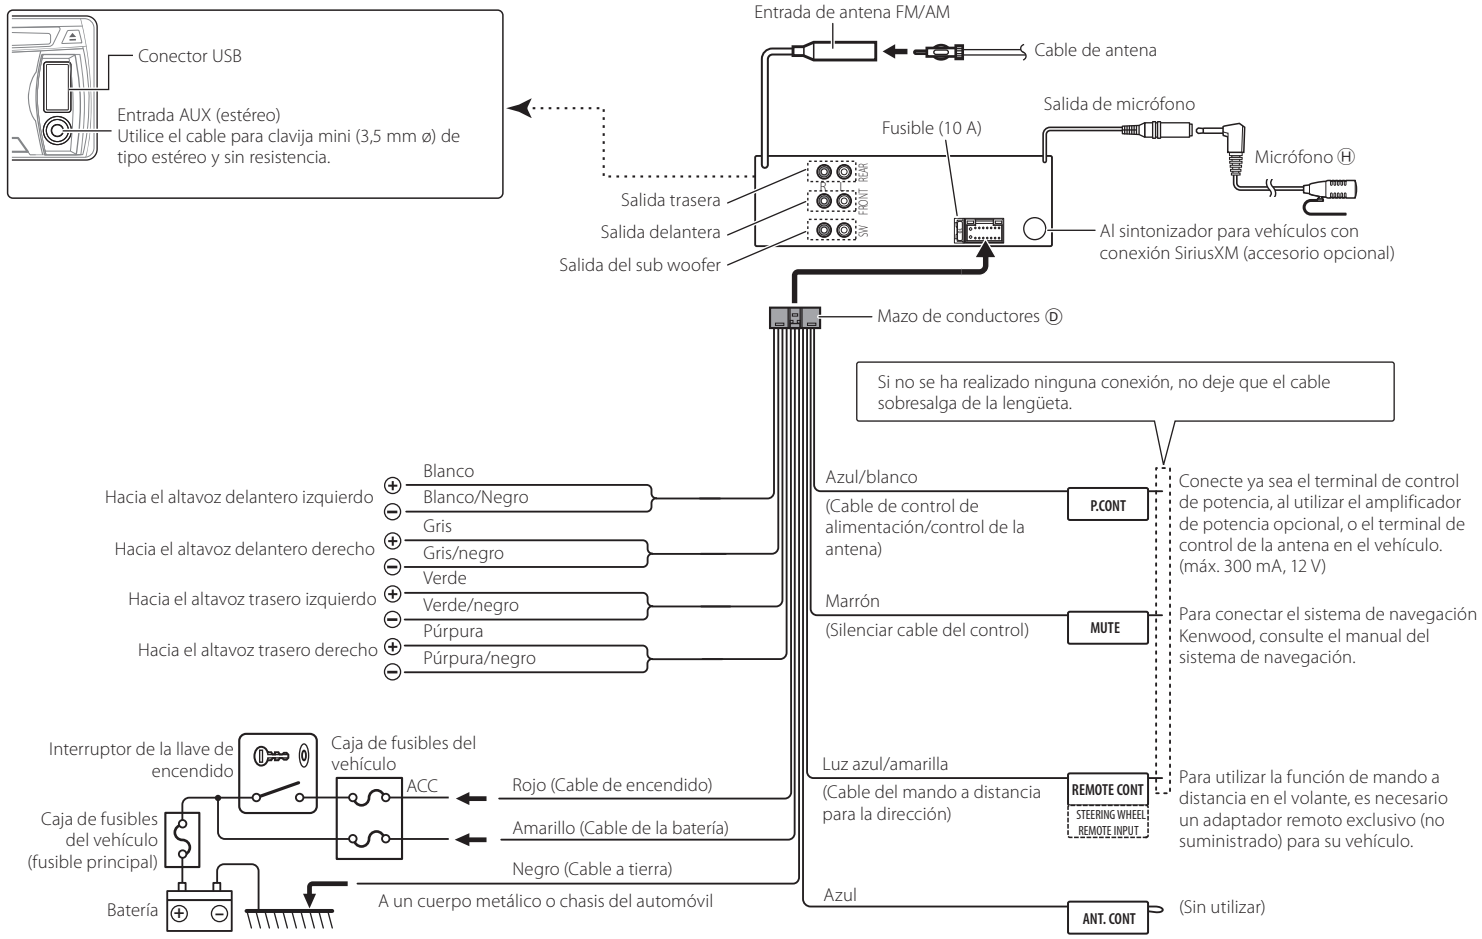 Conector USB
Entrada AUX (estéreo)
Utilice el cable para clavija mini (3,5 mm ø) de
tipo estéreo y sin resistencia.
Entrada de antena FM/AM
Cable de antena
Salida de micrófono
Fusible (10 A)
Micrófono Ⓗ
REAR
R L
FRONT
SW
Salida trasera
Salida delantera
Salida del sub woofer
Al sintonizador para vehículos con
conexión SiriusXM (accesorio opcional)
Mazo de conductores Ⓓ
Si no se ha realizado ninguna conexión, no deje que el cable
sobresalga de la lengüeta.
Hacia el altavoz delantero izquierdo
⊕ Blanco
⊖ Blanco/Negro
Hacia el altavoz delantero derecho
⊕ Gris
⊖ Gris/negro
Hacia el altavoz trasero izquierdo
⊕ Verde
⊖ Verde/negro
Hacia el altavoz trasero derecho
⊕ Púrpura
⊖ Púrpura/negro
Azul/blanco
(Cable de control de
alimentación/control de la
antena)
P.CONT
Conecte ya sea el terminal de control
de potencia, al utilizar el amplificador
de potencia opcional, o el terminal de
control de la antena en el vehículo.
(máx. 300 mA, 12 V)
Marrón
(Silenciar cable del control)
MUTE
Para conectar el sistema de navegación
Kenwood, consulte el manual del
sistema de navegación.
Luz azul/amarilla
(Cable del mando a distancia
para la dirección)
REMOTE CONT
STEERING WHEEL
REMOTE INPUT
Para utilizar la función de mando a
distancia en el volante, es necesario
un adaptador remoto exclusivo (no
suministrado) para su vehículo.
Azul
ANT. CONT
(Sin utilizar)
Interruptor de la llave de
encendido
Caja de fusibles del
vehículo
ACC
Rojo (Cable de encendido)
Amarillo (Cable de la batería)
Negro (Cable a tierra)
A un cuerpo metálico o chasis del automóvil
Caja de fusibles
del vehículo
(fusible principal)
Batería
⊕ ⊖